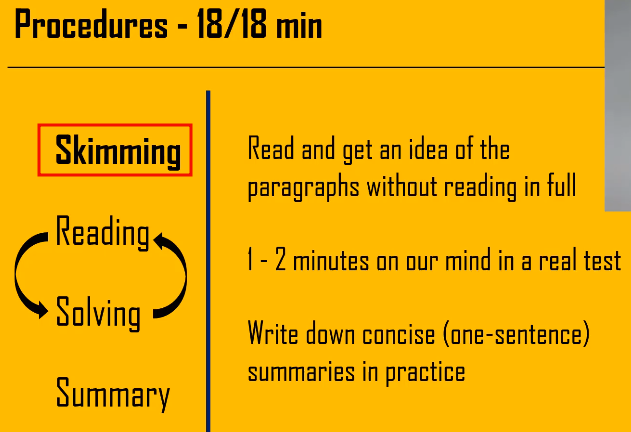 Procedures - 18/18 min
Skimming
Reading
Solving
Summary
Read and get an idea of the
paragraphs without reading in full
1 - 2 minutes on our mind in a real test
Write down concise (one-sentence)
summaries in practice